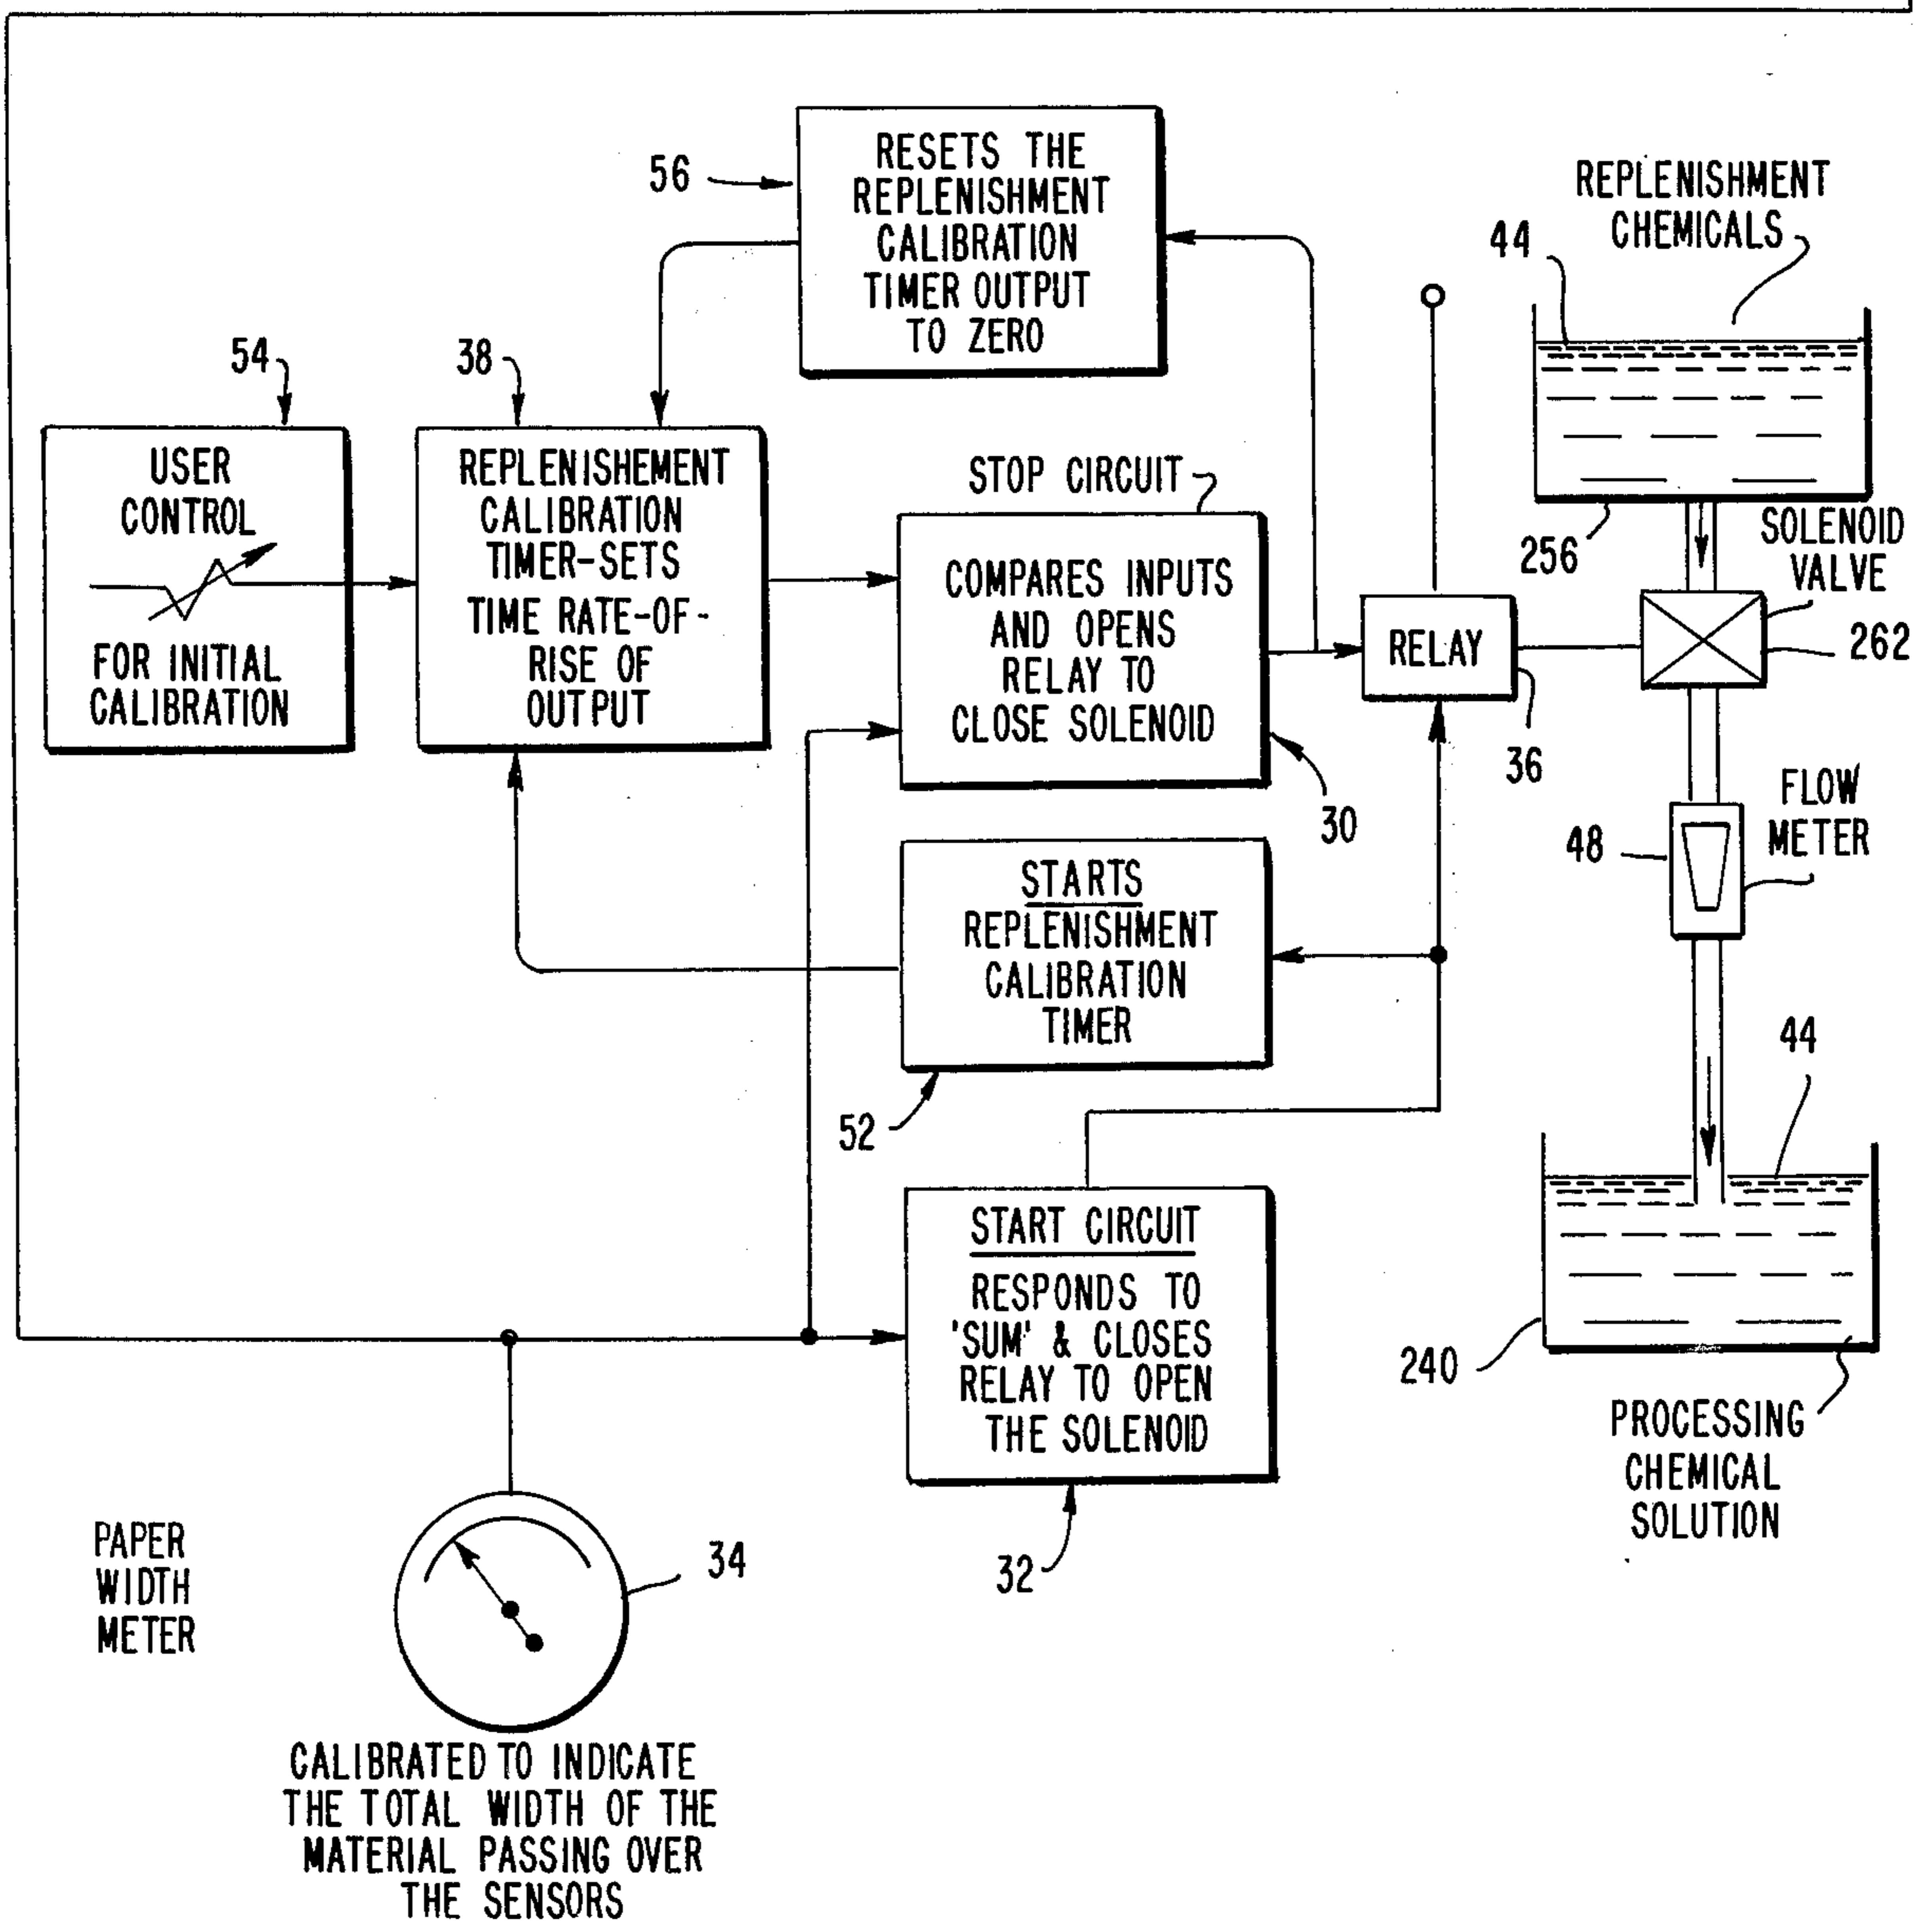 56
RESETS THE
REPLENISHMENT
CALIBRATION
TIMER OUTPUT
TO ZERO
REPLENISHMENT
CHEMICALS
44
54
38
USER
CONTROL
FOR INITIAL
CALIBRATION
REPLENISHEMENT
CALIBRATION
TIMER-SETS
TIME RATE-OF-
RISE OF
OUTPUT
STOP CIRCUIT
COMPARES INPUTS
AND OPENS
RELAY TO
CLOSE SOLENOID
30
RELAY
36
256
SOLENOID
VALVE
262
FLOW
METER
48
STARTS
REPLENISHMENT
CALIBRATION
TIMER
52
44
START CIRCUIT
RESPONDS TO
'SUM' & CLOSES
RELAY TO OPEN
THE SOLENOID
32
240
PROCESSING
CHEMICAL
SOLUTION
PAPER
WIDTH
METER
34
CALIBRATED TO INDICATE
THE TOTAL WIDTH OF THE
MATERIAL PASSING OVER
THE SENSORS